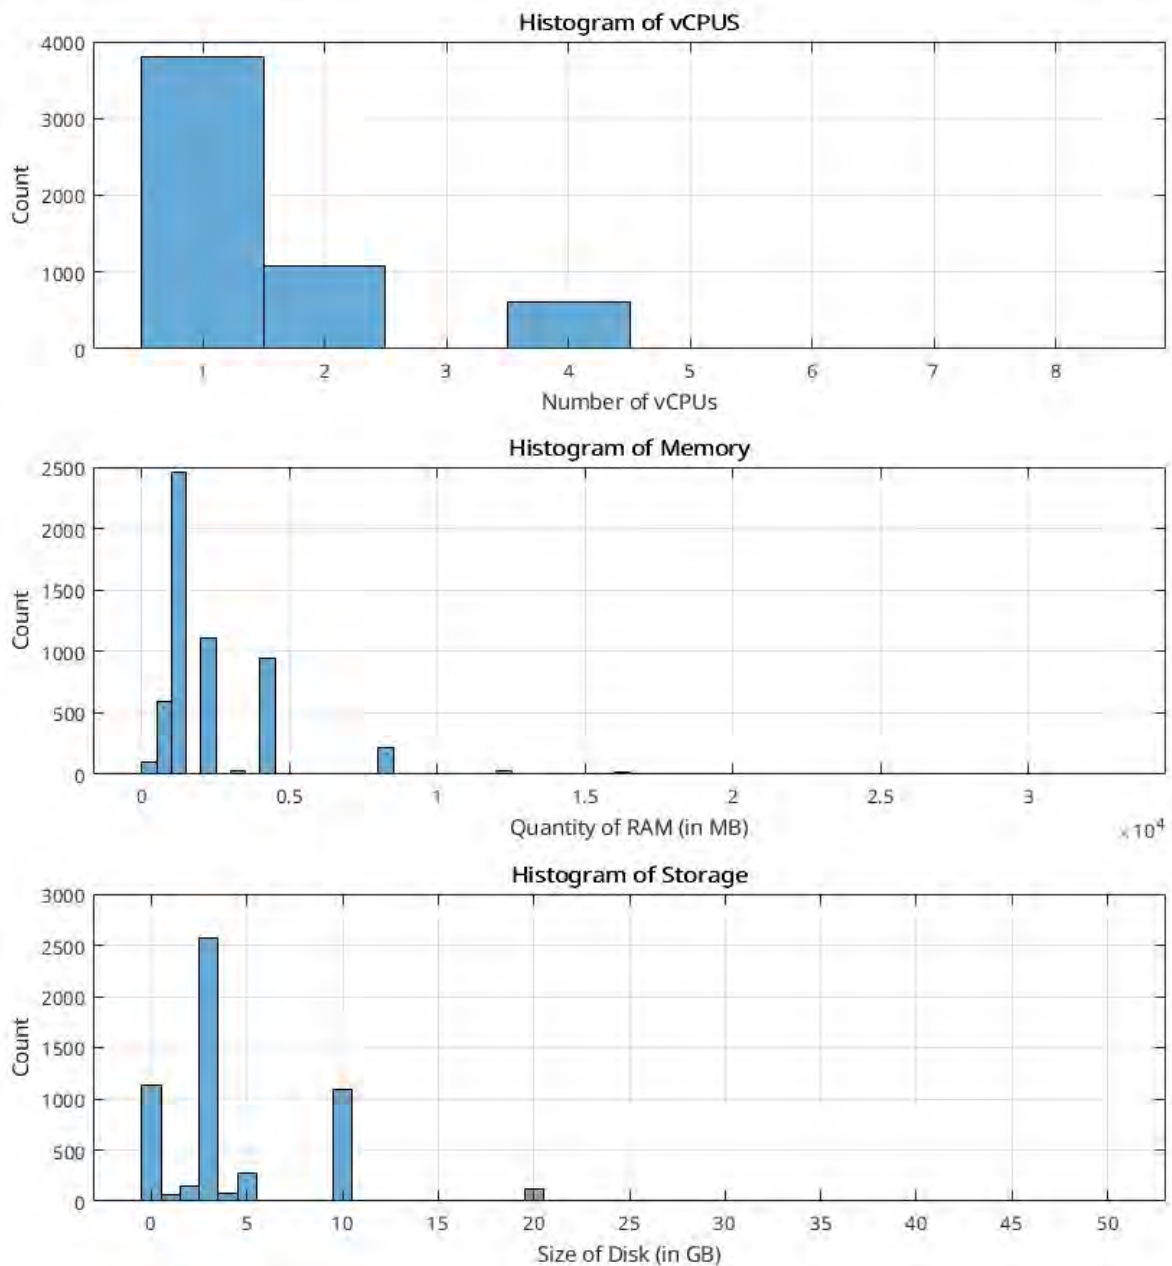 Histogram of vCPUS
4000
3000
2000
1000
0
Count
1 2 3 4 5 6 7 8
Number of vCPUs
Histogram of Memory
2500
2000
1500
1000
500
0
Count
0 0.5 1 1.5 2 2.5 3
Quantity of RAM (in MB)
×10⁴
Histogram of Storage
3000
2500
2000
1500
1000
500
0
Count
0 5 10 15 20 25 30 35 40 45 50
Size of Disk (in GB)